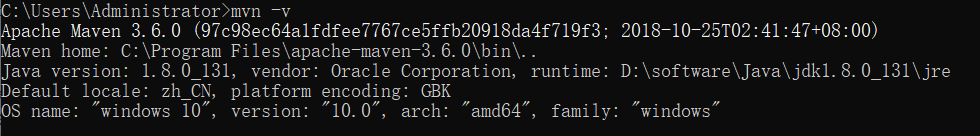 C:\Users\Administrator>mvn -v
Apache Maven 3.6.0 (97c98ec64a1fdfee7767ce5ffb20918da4f719f3; 2018-10-25T02:41:47+08:00)
Maven home: C:\Program Files\apache-maven-3.6.0\bin\..
Java version: 1.8.0_131, vendor: Oracle Corporation, runtime: D:\software\Java\jdk1.8.0_131\jre
Default locale: zh_CN, platform encoding: GBK
OS name: "windows 10", version: "10.0", arch: "amd64", family: "windows"